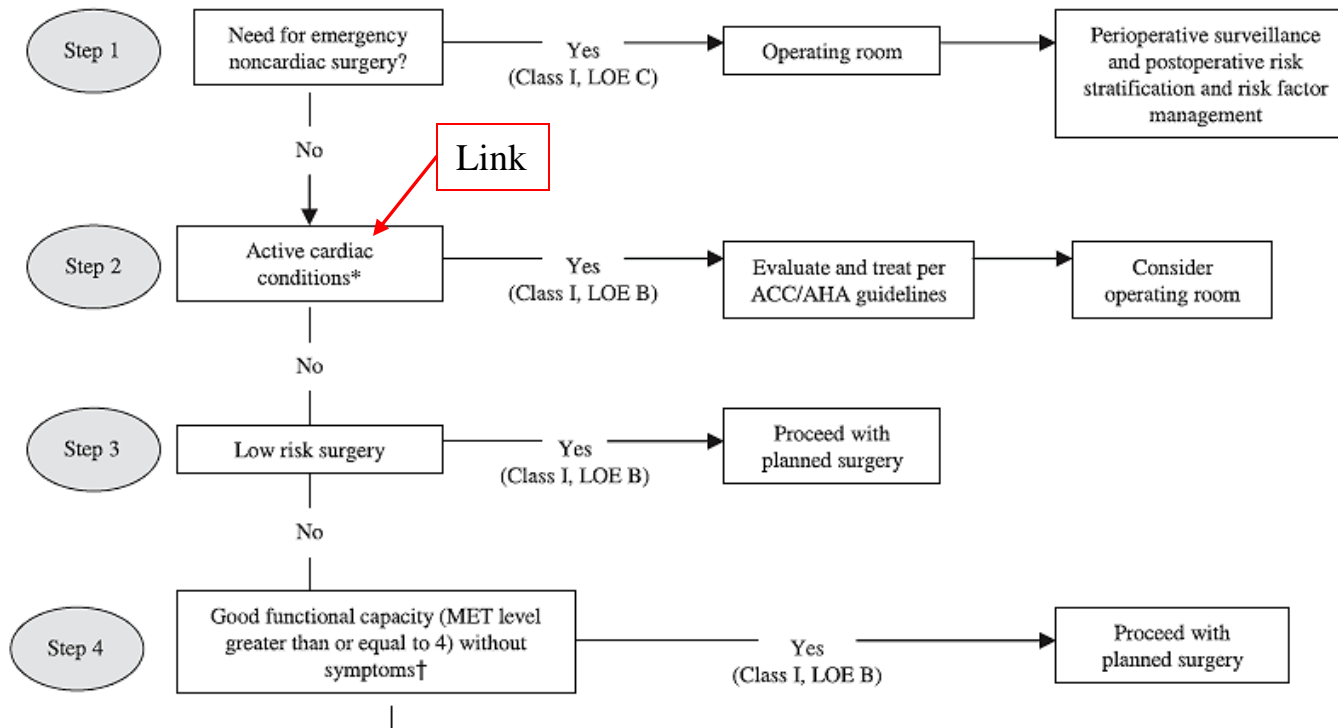 Step 1
Need for emergency
noncardiac surgery?
Yes
(Class I, LOE C)
Operating room
Perioperative surveillance
and postoperative risk
stratification and risk factor
management
No
Link
Step 2
Active cardiac
conditions*
Yes
(Class I, LOE B)
Evaluate and treat per
ACC/AHA guidelines
Consider
operating room
No
Step 3
Low risk surgery
Yes
(Class I, LOE B)
Proceed with
planned surgery
No
Step 4
Good functional capacity (MET level
greater than or equal to 4) without
symptoms†
Yes
(Class I, LOE B)
Proceed with
planned surgery